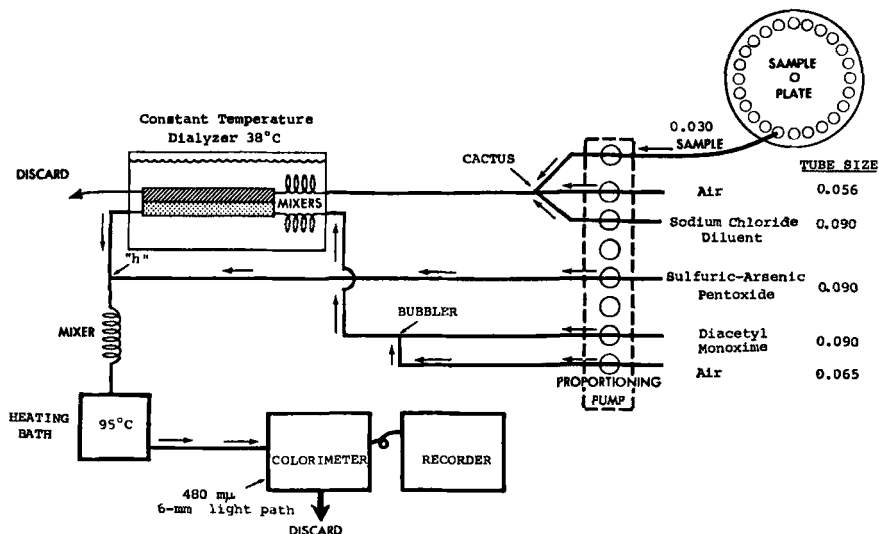 SAMPLE
PLATE
0.030
SAMPLE
CACTUS
TUBE SIZE
Air 0.056
Sodium Chloride 0.090
Diluent
Sulfuric-Arsenic 0.090
Pentoxide
BUBBLER
Diacetyl 0.090
Monoxime
Air 0.065
PROPORTIONING
PUMP
Constant Temperature
Dialyzer 38°C
DISCARD
MIXERS
"h"
MIXER
HEATING
BATH
95°C
COLORIMETER
RECORDER
480 mμ
6-mm light path
DISCARD